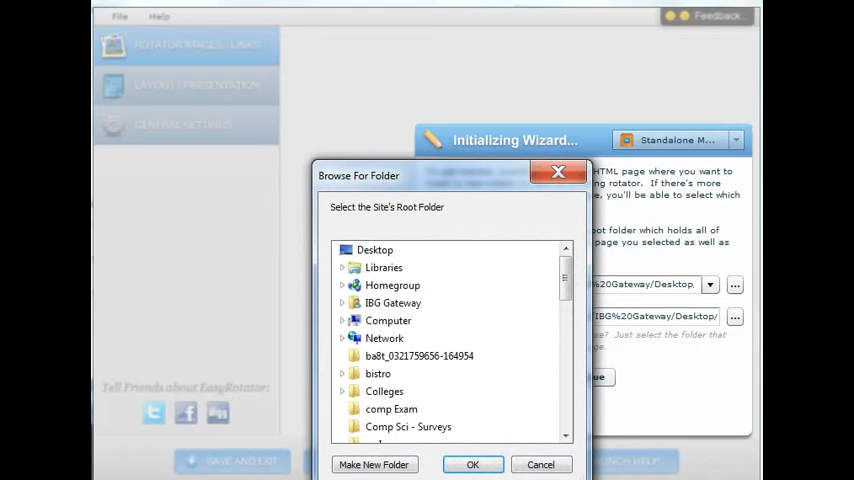 File Help
Feedback...
ROTATOR IMAGES / LINKS
LAYOUT / PRESENTATION
GENERAL SETTINGS
Initializing Wizard...
Standalone M...
HTML page where you want to
ng rotator. If there's more
e, you'll be able to select which
oot folder which holds all of
page you selected as well as
%20Gateway/Desktop,
IBG%20Gateway/Desktop/
e? Just select the folder that
ge.
ue
Browse For Folder
Select the Site's Root Folder
Desktop
Libraries
Homegroup
IBG Gateway
Computer
Network
ba8t_0321759656-164954
bistro
Colleges
comp Exam
Comp Sci - Surveys
Make New Folder
OK
Cancel
Tell Friends about EasyRotator:
SAVE AND EXIT
UNCH HELP